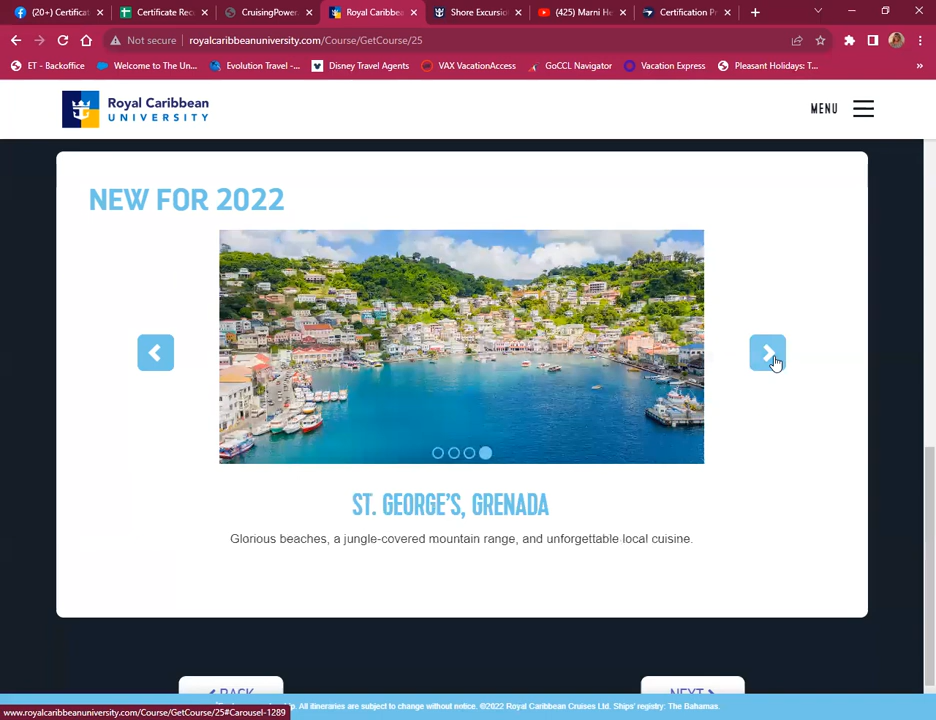 (20+) Certificat
Certificate Rec
CruisingPower
Royal Caribbea
Shore Excursio
(425) Marni He
Certification Pr
Not secure
royalcaribbeanuniversity.com/Course/GetCourse/25
ET - Backoffice
Welcome to The Un...
Evolution Travel -...
Disney Travel Agents
VAX VacationAccess
GoCCL Navigator
Vacation Express
Pleasant Holidays: T...
»
Royal Caribbean
UNIVERSITY
MENU
NEW FOR 2022
ST. GEORGE'S, GRENADA
Glorious beaches, a jungle-covered mountain range, and unforgettable local cuisine.
BACK
NEXT
All itineraries are subject to change without notice. ©2022 Royal Caribbean Cruises Ltd. Ships' registry: The Bahamas.
www.royalcaribbeanuniversity.com/Course/GetCourse/25#Carousel-1289